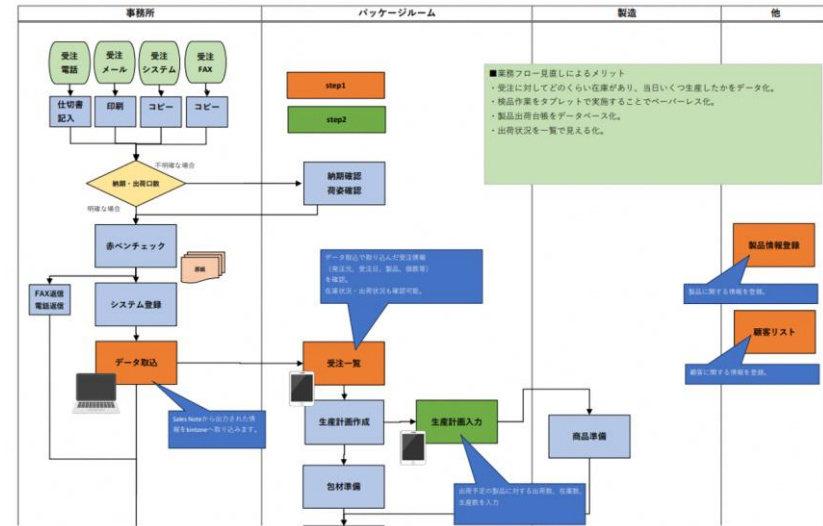 事務所
パッケージルーム
製造
他
受注
電話
受注
メール
受注
システム
受注
FAX
仕切書
記入
印刷
コピー
コピー
step1
step2
■業務フロー見直しによるメリット
・受注に対してどのくらい在庫があり、当日いくつ生産したかをデータ化。
・検品作業をタブレットで実施することでペーパーレス化。
・製品出荷台帳をデータベース化。
・出荷状況を一覧で見える化。
不明確な場合
納期・出荷口数
納期確認
荷姿確認
明確な場合
赤ペンチェック
データ取込で取り込んだ受注情報
（発注元、受注日、製品、個数等）
を確認。
在庫状況・出荷状況も確認可能。
製品情報登録
製品に関する情報を登録。
FAX返信
電話返信
システム登録
顧客リスト
顧客に関する情報を登録。
データ取込
受注一覧
Sales Noteから出力された情
報をkintoneへ取り込みます。
生産計画作成
生産計画入力
商品準備
包材準備
出荷予定の製品に対する出荷数、在庫数、
生産数を入力